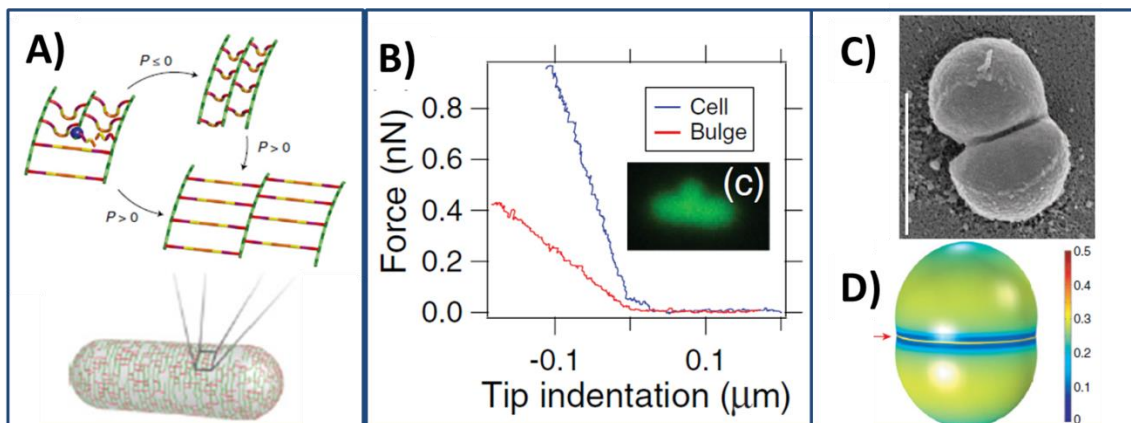 A)
P ≤ 0
P > 0
P > 0
B)
Force (nN)
0.8
0.6
0.4
0.2
0.0
-0.1
0.1
Tip indentation (μm)
Cell
Bulge
(c)
C)
D)
0.5
0.4
0.3
0.2
0.1
0